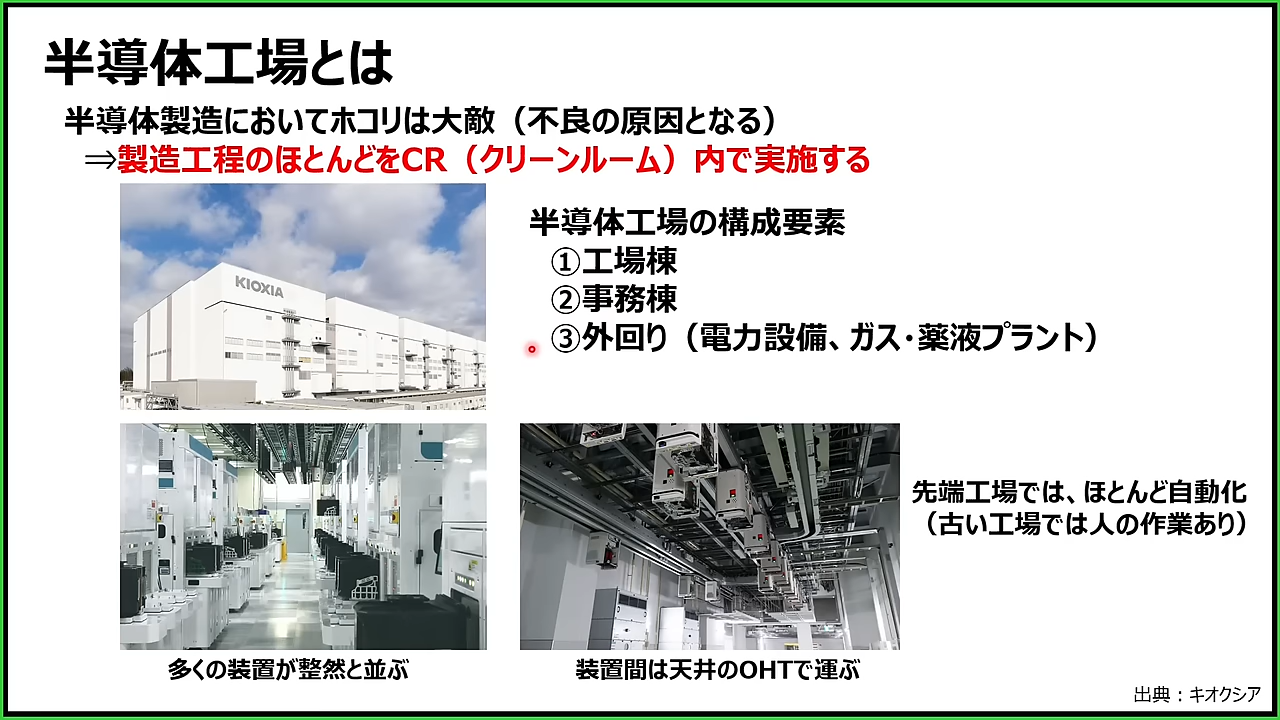 半導体工場とは
半導体製造においてホコリは大敵（不良の原因となる）
⇒製造工程のほとんどをCR（クリーンルーム）内で実施する
KIOXIA
半導体工場の構成要素
①工場棟
②事務棟
③外回り（電力設備、ガス・薬液プラント）
先端工場では、ほとんど自動化
（古い工場では人の作業あり）
多くの装置が整然と並ぶ
装置間は天井のOHTで運ぶ
出典：キオクシア